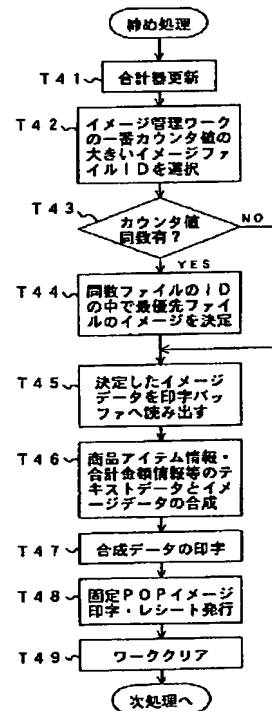 締め処理
T41
合計器更新
T42
イメージ管理ワーク
の一番カウンタ値の
大きいイメージファ
イルIDを選択
T43
カウンタ値
同数有?
NO
YES
T44
同数ファイルのID
の中で最優先ファイ
ルのイメージを決定
T45
決定したイメージ
データを印字バッ
ファへ読み出す
T46
商品アイテム情報・
合計金額情報等のテ
キストデータとイメ
ージデータの合成
T47
合成データの印字
T48
固定POPイメージ
印字・レシート発行
T49
ワーククリア
次処理へ